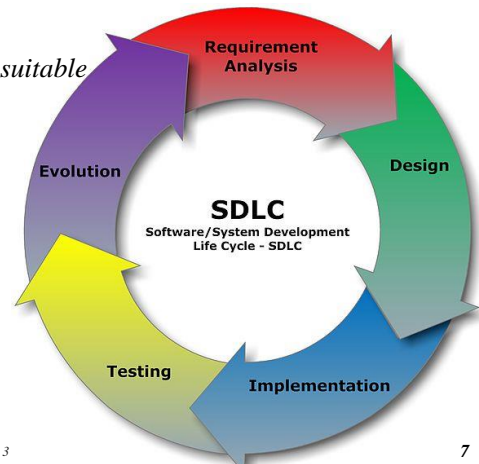 suitable
Requirement
Analysis
Design
Evolution
SDLC
Software/System Development
Life Cycle - SDLC
Testing
Implementation
3
7